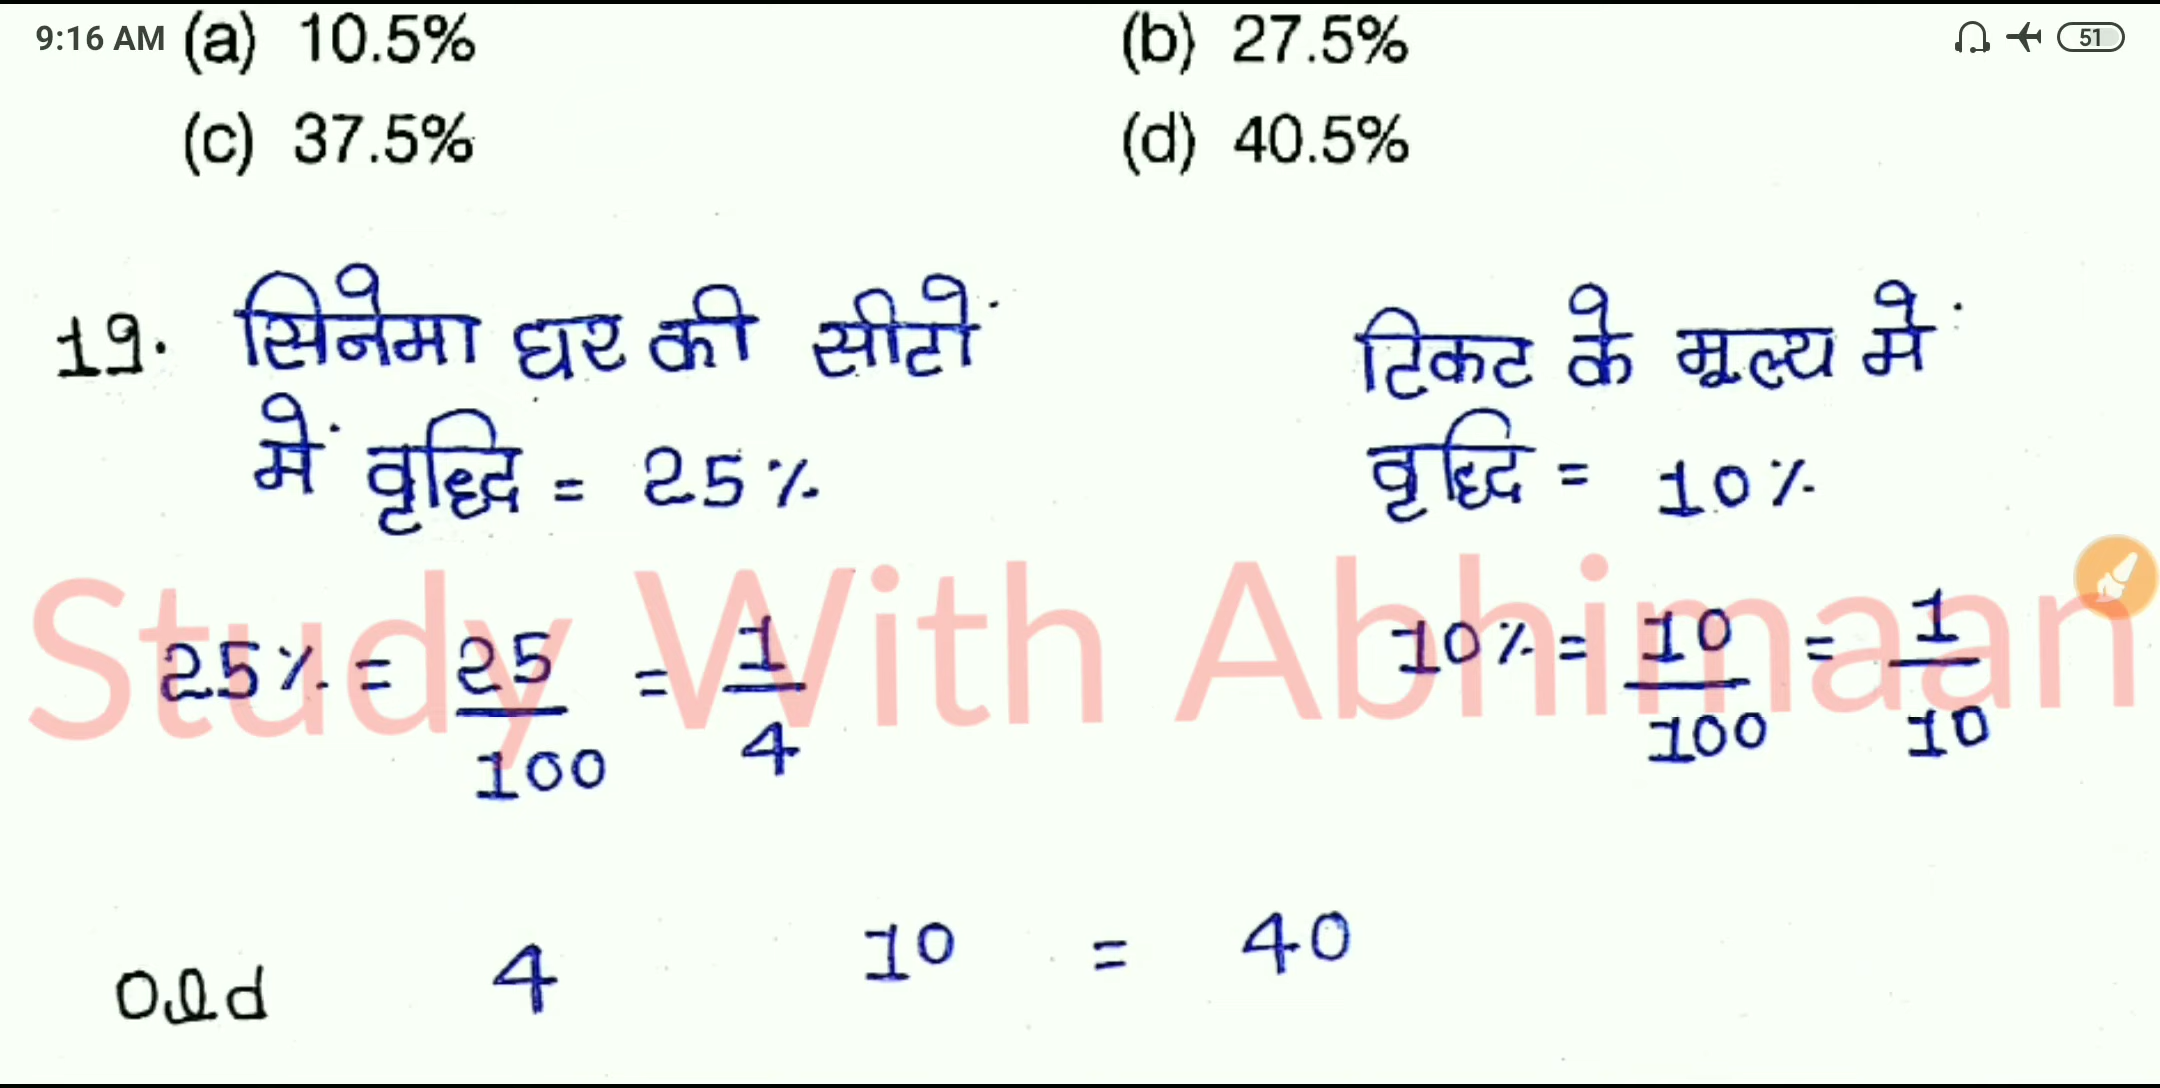 9:16 AM (a) 10.5% (b) 27.5% 51
(c) 37.5% (d) 40.5%
19. सिनेमा घर की सीटों टिकट के मूल्य में
में वृद्धि = 25% वृद्धि = 10%
Study With Abhimaan
25% = 25/100 = 1/4 10% = 10/100 = 1/10
Old 4 10 = 40